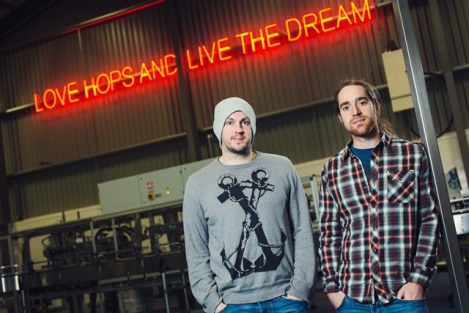 LOVE HOPS AND LIVE THE DREAM